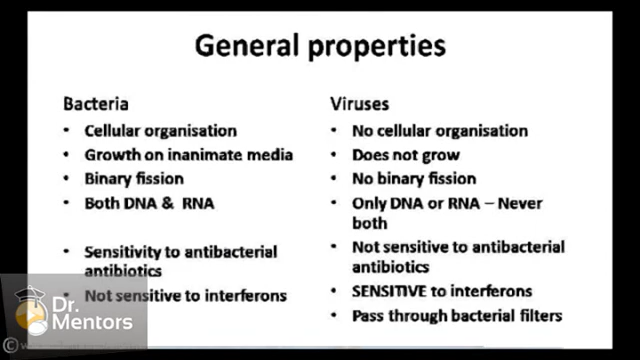 General properties
Bacteria
• Cellular organisation
• Growth on inanimate media
• Binary fission
• Both DNA & RNA
• Sensitivity to antibacterial
antibiotics
• Not sensitive to interferons
Viruses
• No cellular organisation
• Does not grow
• No binary fission
• Only DNA or RNA – Never
both
• Not sensitive to antibacterial
antibiotics
• SENSITIVE to interferons
• Pass through bacterial filters
Dr.
Mentors